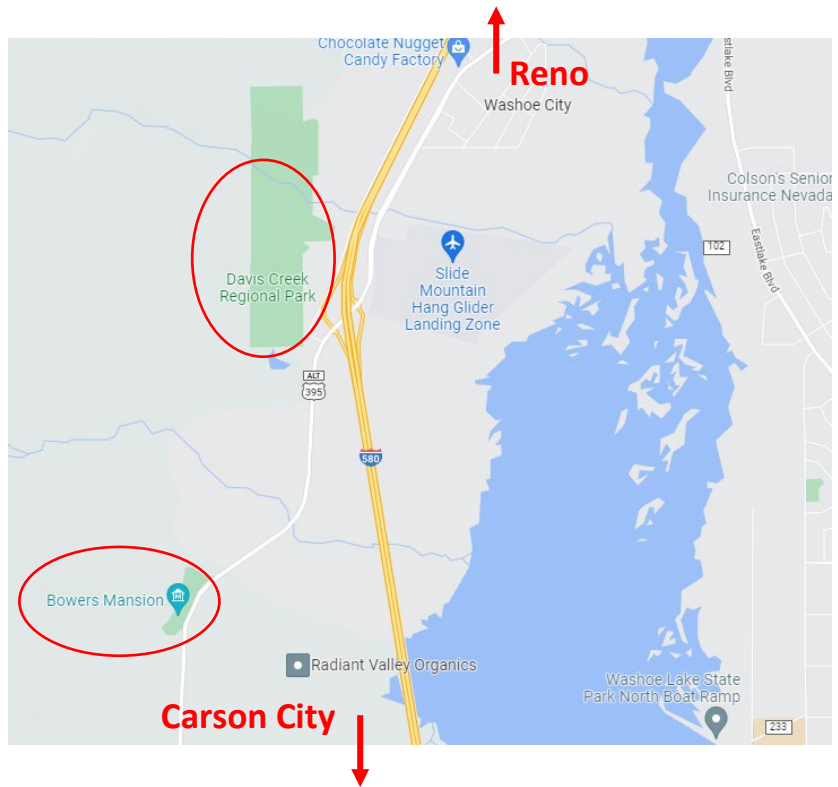 Chocolate Nugget
Candy Factory
Reno
Washoe City
Eastlake Blvd
Colson's Senior
Insurance Nevada
102
Eastlake Blvd
Davis Creek
Regional Park
Slide
Mountain
Hang Glider
Landing Zone
ALT
395
580
Bowers Mansion
M
Radiant Valley Organics
Washoe Lake State
Park North Boat Ramp
Carson City
233